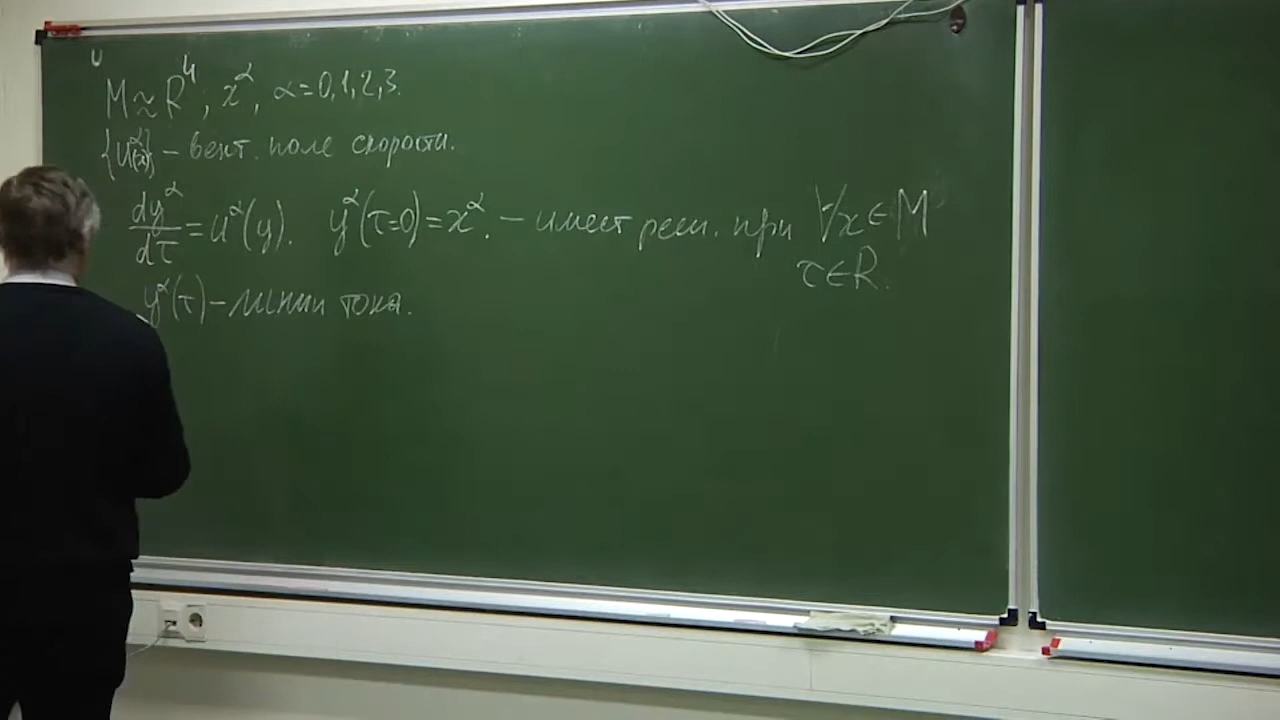 M ≈ R⁴, x^α, α = 0, 1, 2, 3.
{u^α(x)} – вект. поле скорости.
dy^α/dτ = u^α(y). y^α(τ=0) = x^α. – имеет реш. при ∀x ∈ M
τ ∈ R.
y^α(τ) – линии тока.